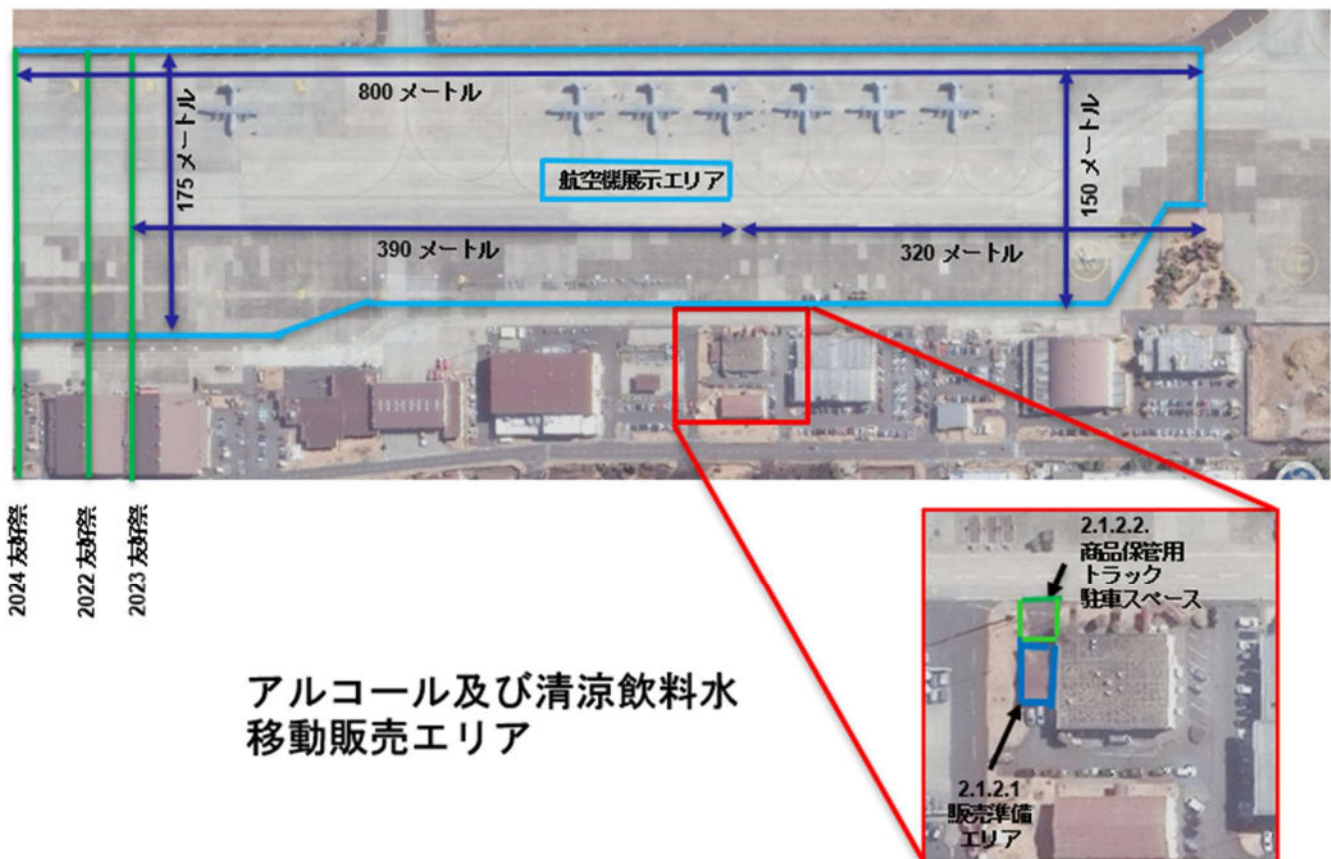 800 メートル
175 メートル
150 メートル
航空機展示エリア
390 メートル
320 メートル
2024 友好祭
2022 友好祭
2023 友好祭
2.1.2.2.
商品保管用
トラック
駐車スペース
アルコール及び清涼飲料水
移動販売エリア
2.1.2.1
販売準備
エリア